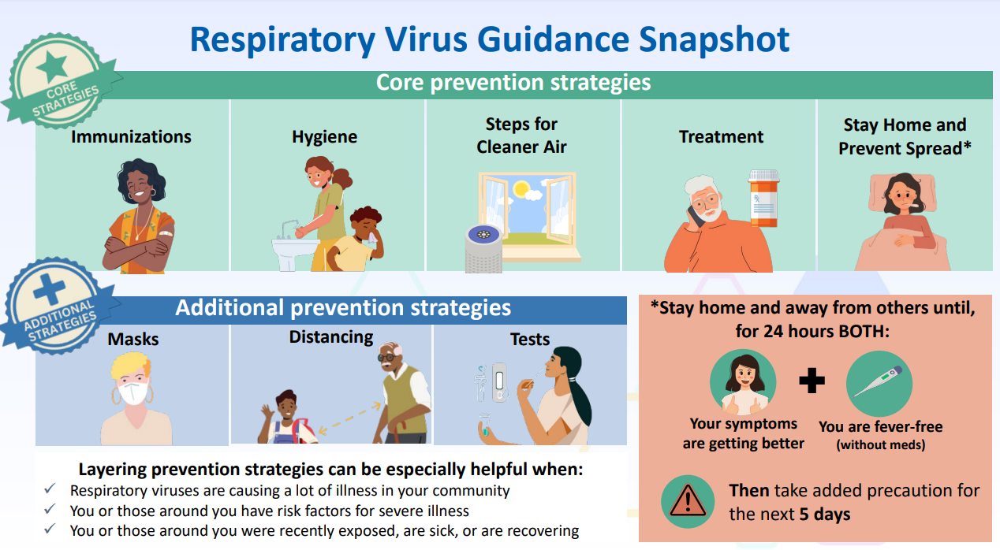 Respiratory Virus Guidance Snapshot
CORE
STRATEGIES
Core prevention strategies
Immunizations
Hygiene
Steps for
Cleaner Air
Treatment
Stay Home and
Prevent Spread*
Rx
ADDITIONAL
STRATEGIES
Additional prevention strategies
Masks
Distancing
Tests
Layering prevention strategies can be especially helpful when:
✓ Respiratory viruses are causing a lot of illness in your community
✓ You or those around you have risk factors for severe illness
✓ You or those around you were recently exposed, are sick, or are recovering
*Stay home and away from others until,
for 24 hours BOTH:
Your symptoms
are getting better
You are fever-free
(without meds)
Then take added precaution for
the next 5 days